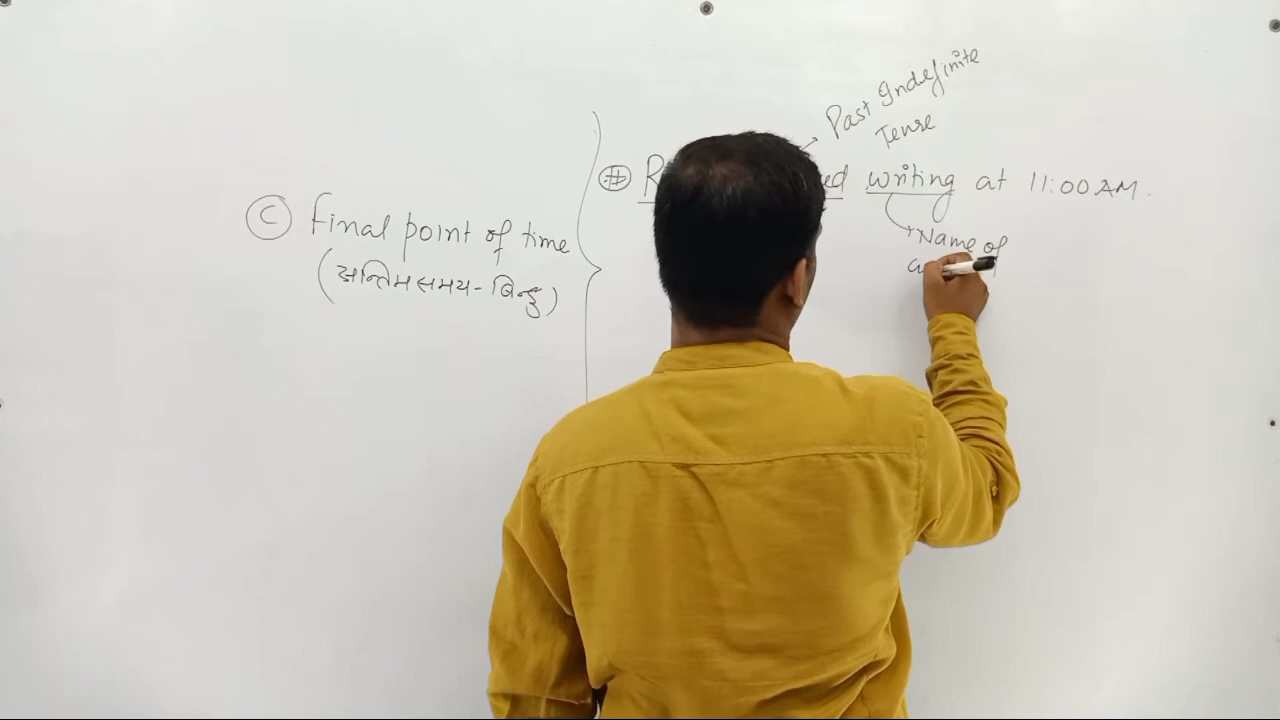 Past Indefinite
Tense
# R ed writing at 11:00 AM.
Name of
C Final point of time
(अन्तिम समय - बिन्दु)